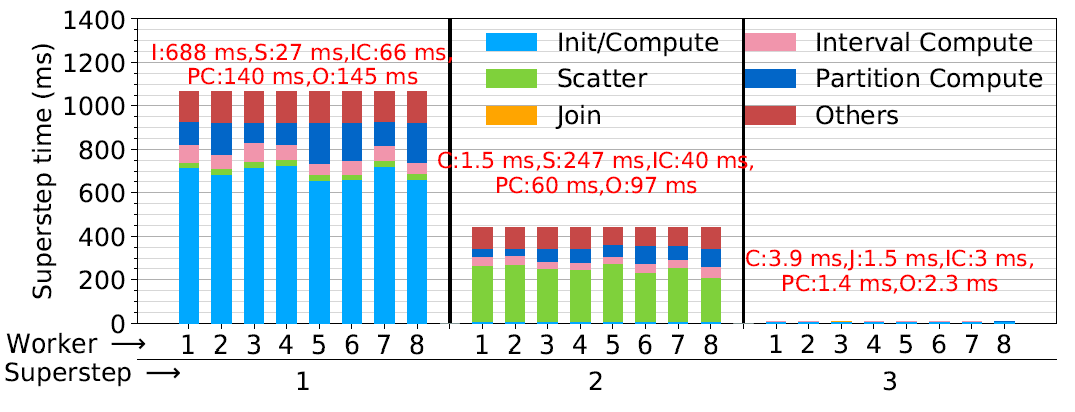 1400
1200
1000
800
600
400
200
0
Superstep time (ms)
I:688 ms,S:27 ms,IC:66 ms,
PC:140 ms,O:145 ms
Init/Compute
Scatter
Join
Interval Compute
Partition Compute
Others
C:1.5 ms,S:247 ms,IC:40 ms,
PC:60 ms,O:97 ms
C:3.9 ms,J:1.5 ms,IC:3 ms,
PC:1.4 ms,O:2.3 ms
Worker → 1 2 3 4 5 6 7 8 1 2 3 4 5 6 7 8 1 2 3 4 5 6 7 8
Superstep → 1 2 3